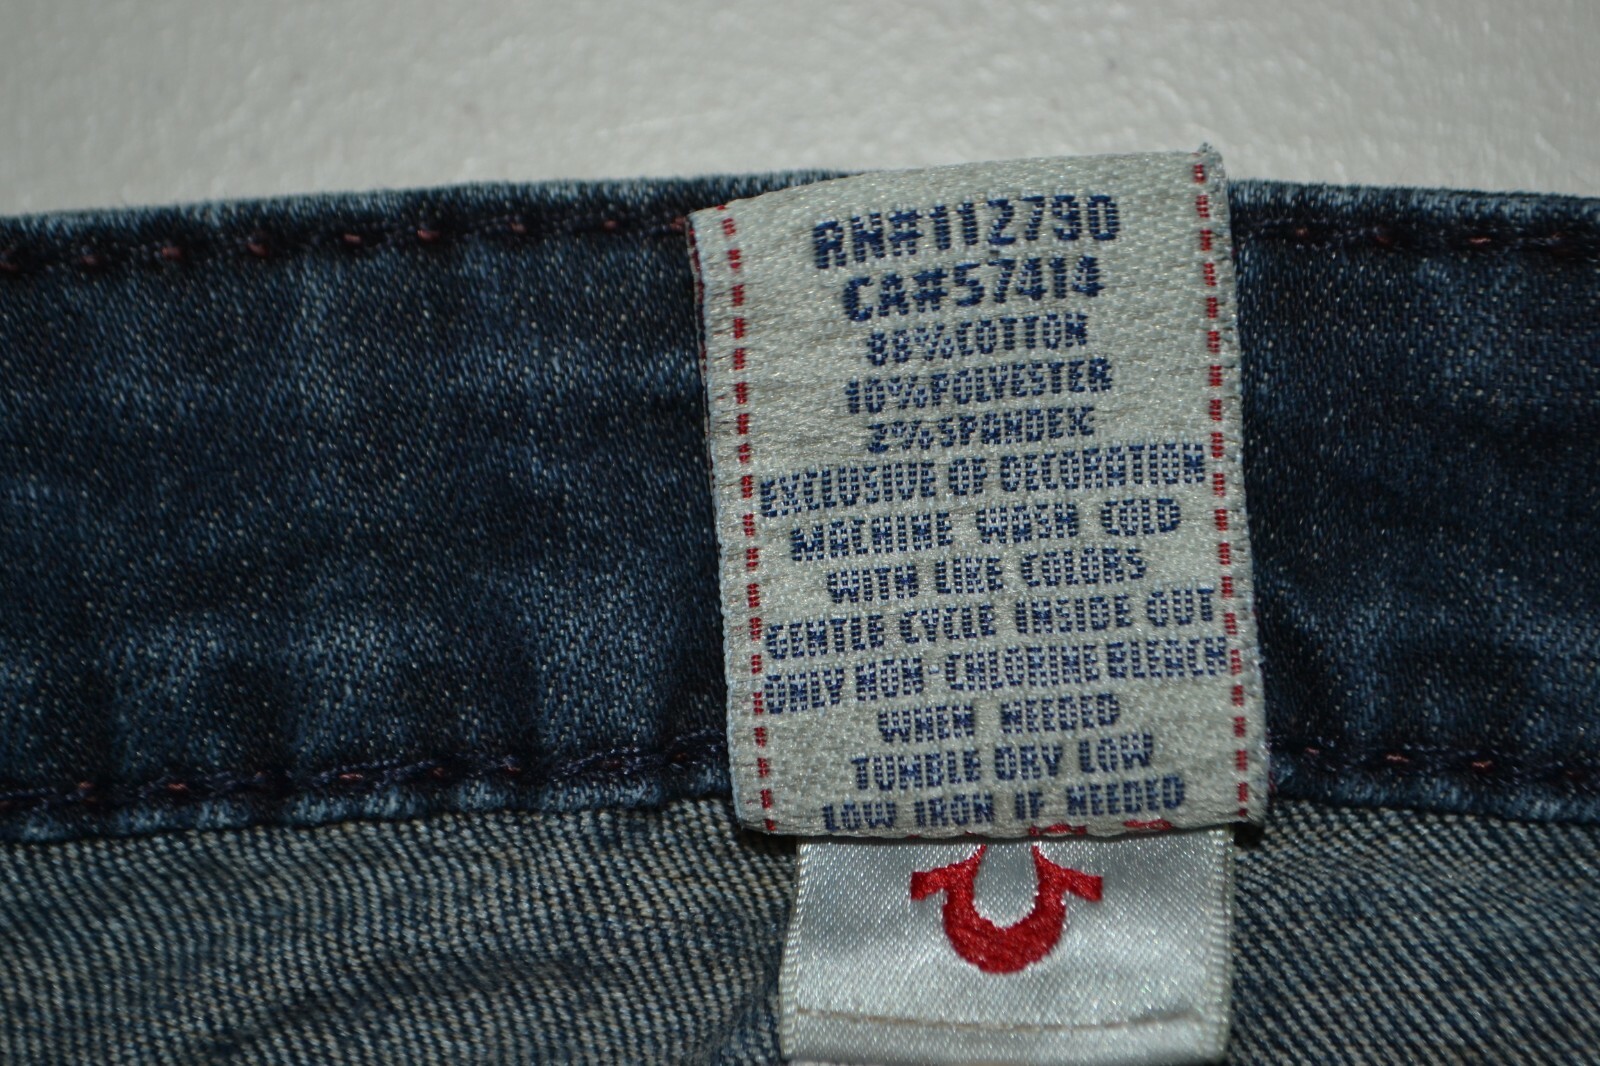 RN#112790
CA#57414
88%COTTON
10%POLYESTER
2%SPANDEX
EXCLUSIVE OF DECORATION
MACHINE WASH COLD
WITH LIKE COLORS
GENTLE CYCLE INSIDE OUT
ONLY NON-CHLORINE BLEACH
WHEN NEEDED
TUMBLE DRY LOW
LOW IRON IF NEEDED